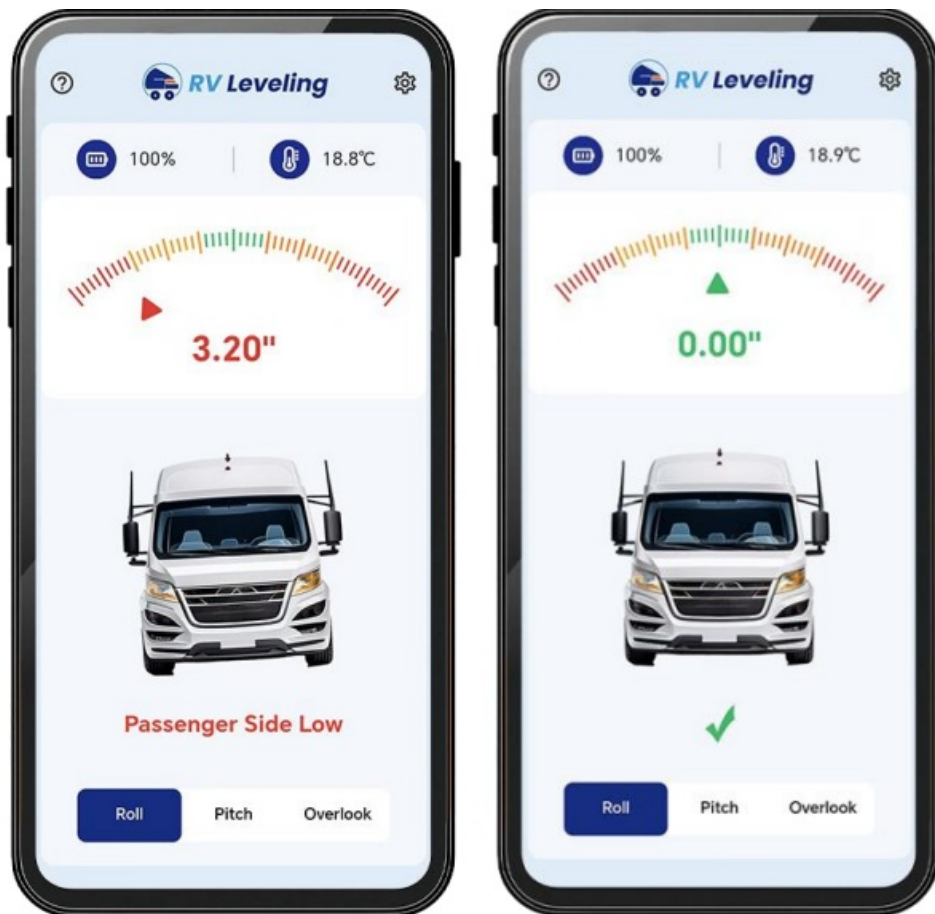 RV Leveling
100%
18.8℃
3.20"
Passenger Side Low
Roll
Pitch
Overlook
RV Leveling
100%
18.9℃
0.00"
Roll
Pitch
Overlook